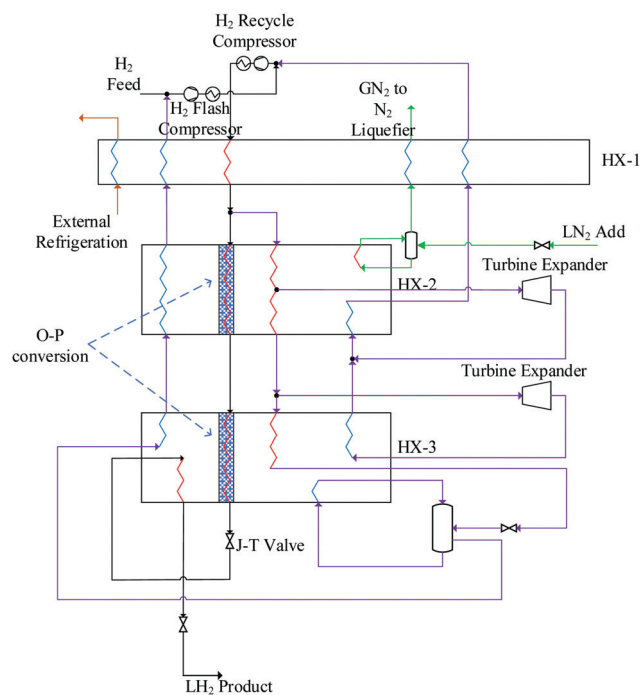 H₂ Recycle
Compressor
H₂
Feed
H₂ Flash
Compressor
GN₂ to
N₂
Liquefier
HX-1
External
Refrigeration
LN₂ Add
HX-2
Turbine Expander
O-P
conversion
Turbine Expander
HX-3
J-T Valve
LH₂ Product